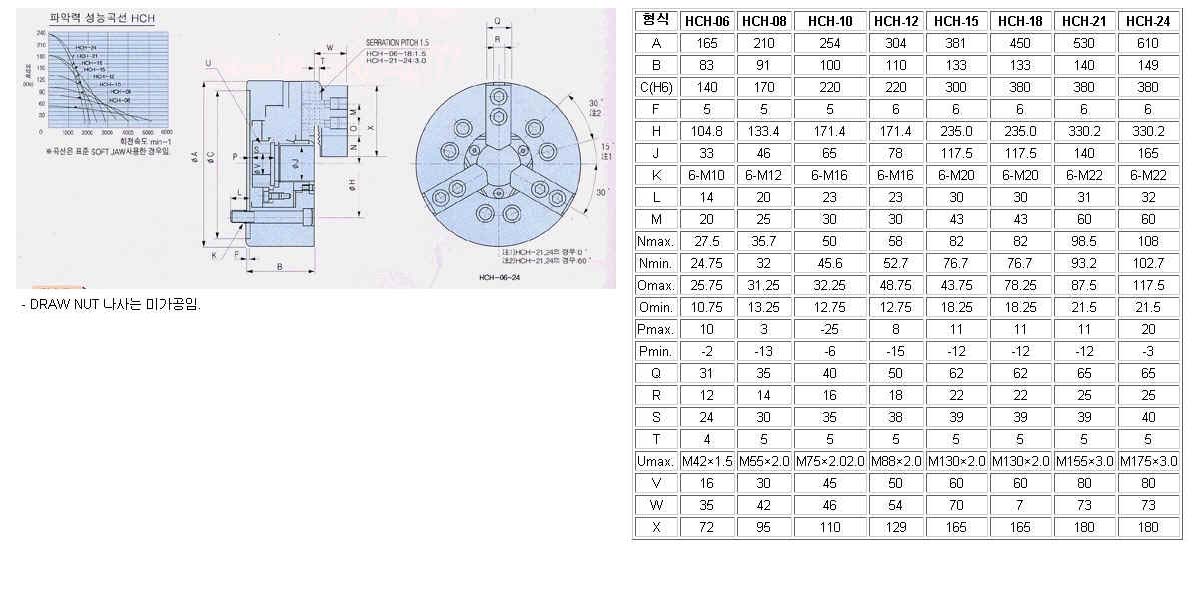 파악력 성능곡선 HCH
240
210
180
150
120
90
60
30
0
1000 2000 3000 4000 5000 6000
HCH-24
HCH-21
HCH-15
HCH-12
HCH-10
HCH-08
HCH-06
회전속도 min-1
※곡선은 표준 SOFT JAW사용한 경우임.
SERRATION PITCH 1.5
HCH-06~18:1.5
HCH-21~24:3.0
W
T
U
øA
øC
P
S
øV
øJ
L
K
F
B
M
O
N
X
øH
Q
R
30˚
注2
15˚
注1
30˚
注1)HCH-21,24의 경우:0˚
注2)HCH-21,24의 경우:60˚
HCH-06~24
- DRAW NUT 나사는 미가공임.
형식 HCH-06 HCH-08 HCH-10 HCH-12 HCH-15 HCH-18 HCH-21 HCH-24
A 165 210 254 304 381 450 530 610
B 83 91 100 110 133 133 140 149
C(H6) 140 170 220 220 300 380 380 380
F 5 5 5 6 6 6 6 6
H 104.8 133.4 171.4 171.4 235.0 235.0 330.2 330.2
J 33 46 65 78 117.5 117.5 140 165
K 6-M10 6-M12 6-M16 6-M16 6-M20 6-M20 6-M22 6-M22
L 14 20 23 23 30 30 31 32
M 20 25 30 30 43 43 60 60
Nmax. 27.5 35.7 50 58 82 82 98.5 108
Nmin. 24.75 32 45.6 52.7 76.7 76.7 93.2 102.7
Omax. 25.75 31.25 32.25 48.75 43.75 78.25 87.5 117.5
Omin. 10.75 13.25 12.75 12.75 18.25 18.25 21.5 21.5
Pmax. 10 3 -25 8 11 11 11 20
Pmin. -2 -13 -6 -15 -12 -12 -12 -3
Q 31 35 40 50 62 62 65 65
R 12 14 16 18 22 22 25 25
S 24 30 35 38 39 39 39 40
T 4 5 5 5 5 5 5 5
Umax. M42×1.5 M55×2.0 M75×2.02.0 M88×2.0 M130×2.0 M130×2.0 M155×3.0 M175×3.0
V 16 30 45 50 60 60 80 80
W 35 42 46 54 70 7 73 73
X 72 95 110 129 165 165 180 180